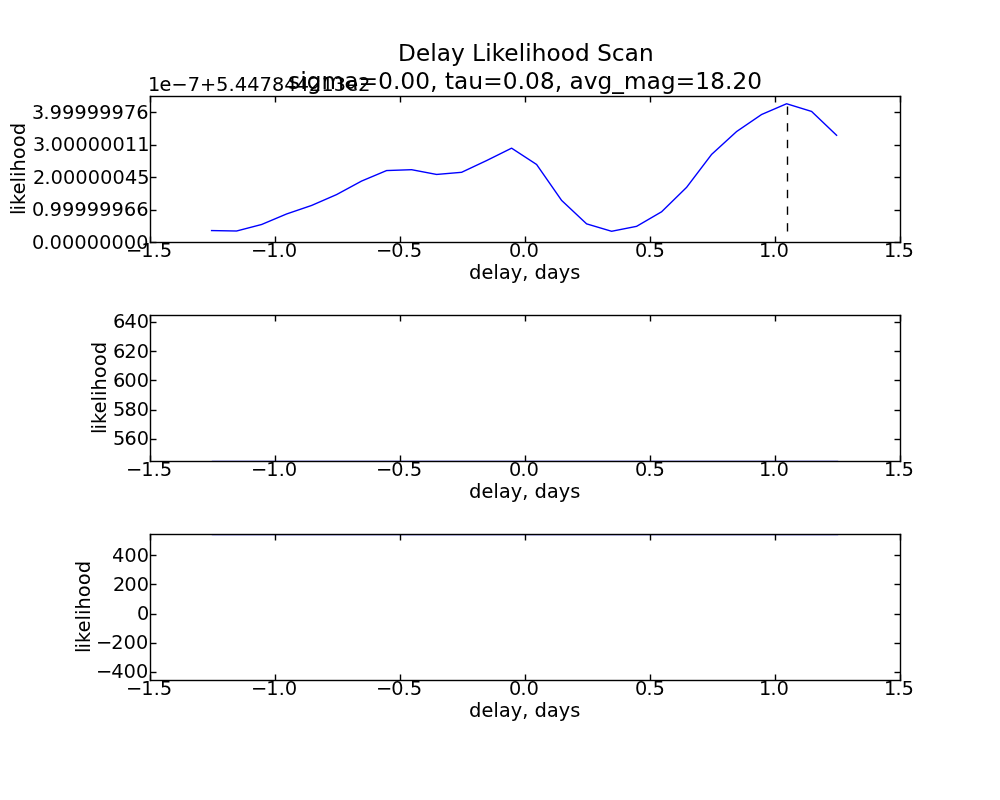 Delay Likelihood Scan
sigma=0.00, tau=0.08, avg_mag=18.20
3.99999976
3.00000011
2.00000045
0.99999966
0.00000000
likelihood
−1.5 −1.0 −0.5 0.0 0.5 1.0 1.5
delay, days
640
620
600
580
560
likelihood
−1.5 −1.0 −0.5 0.0 0.5 1.0 1.5
delay, days
400
200
0
−200
−400
likelihood
−1.5 −1.0 −0.5 0.0 0.5 1.0 1.5
delay, days